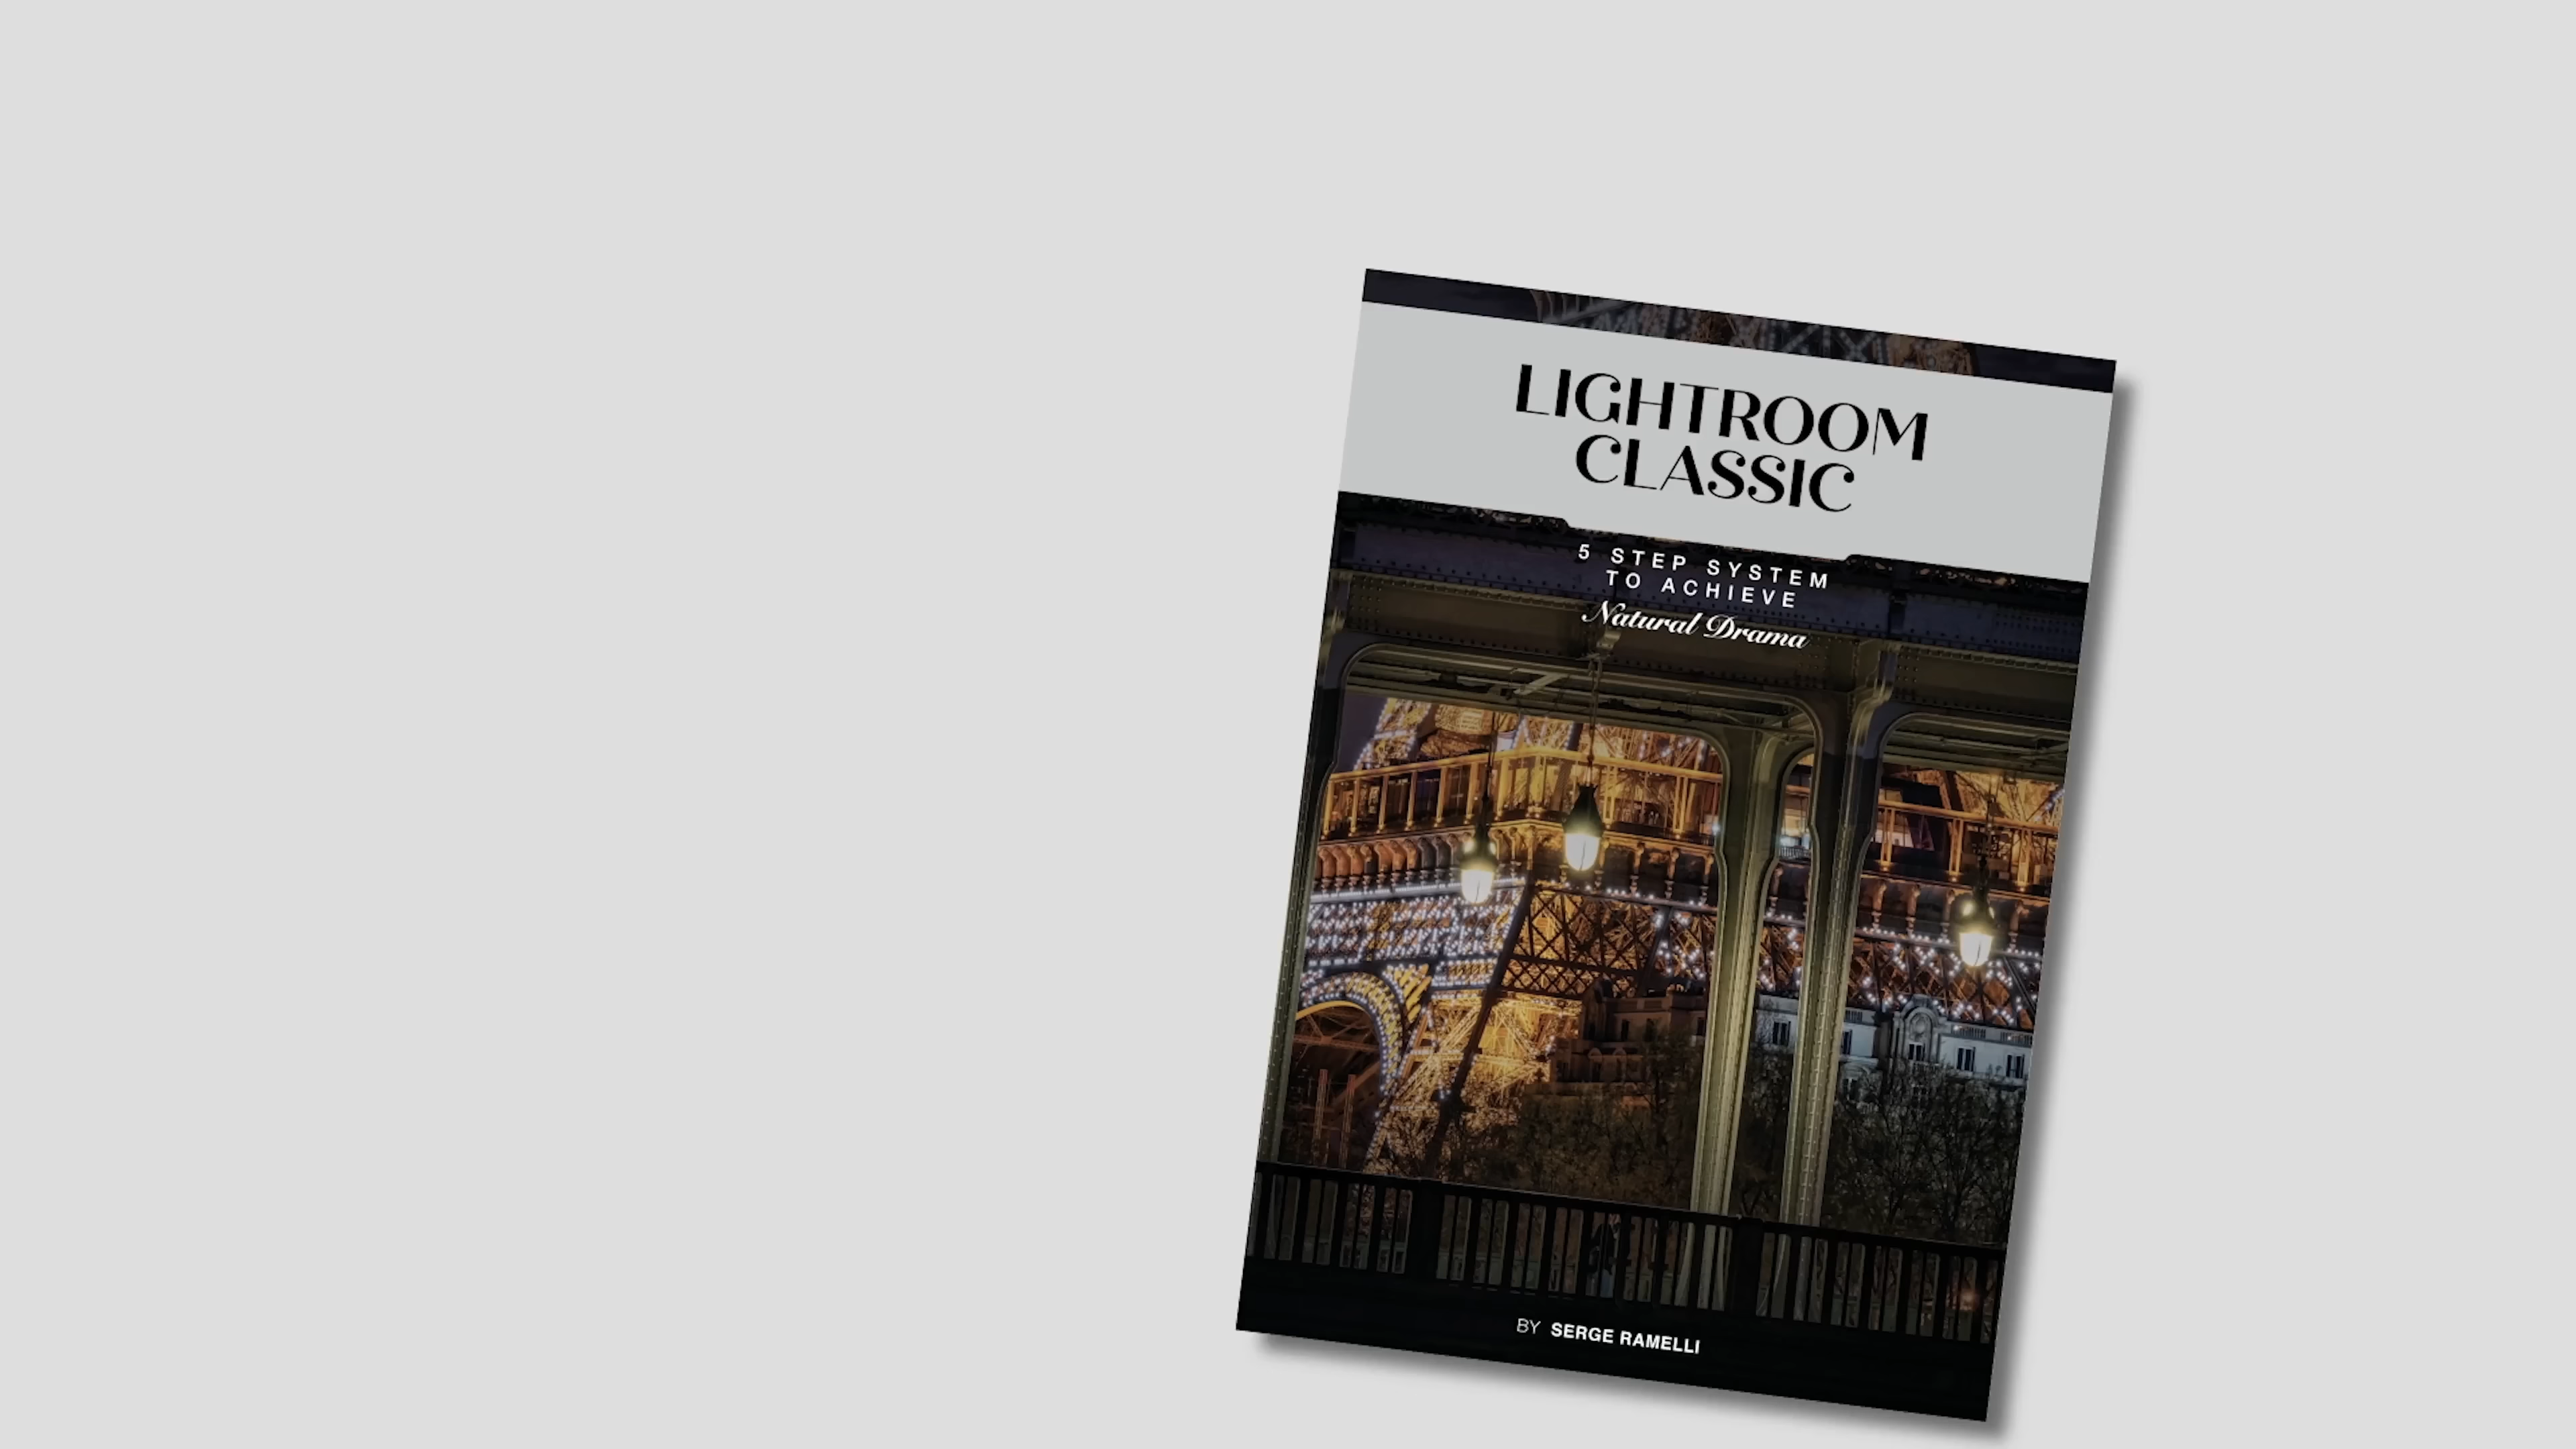 LIGHTROOM
CLASSIC
5 STEP SYSTEM
TO ACHIEVE
Natural Drama
BY SERGE RAMELLI